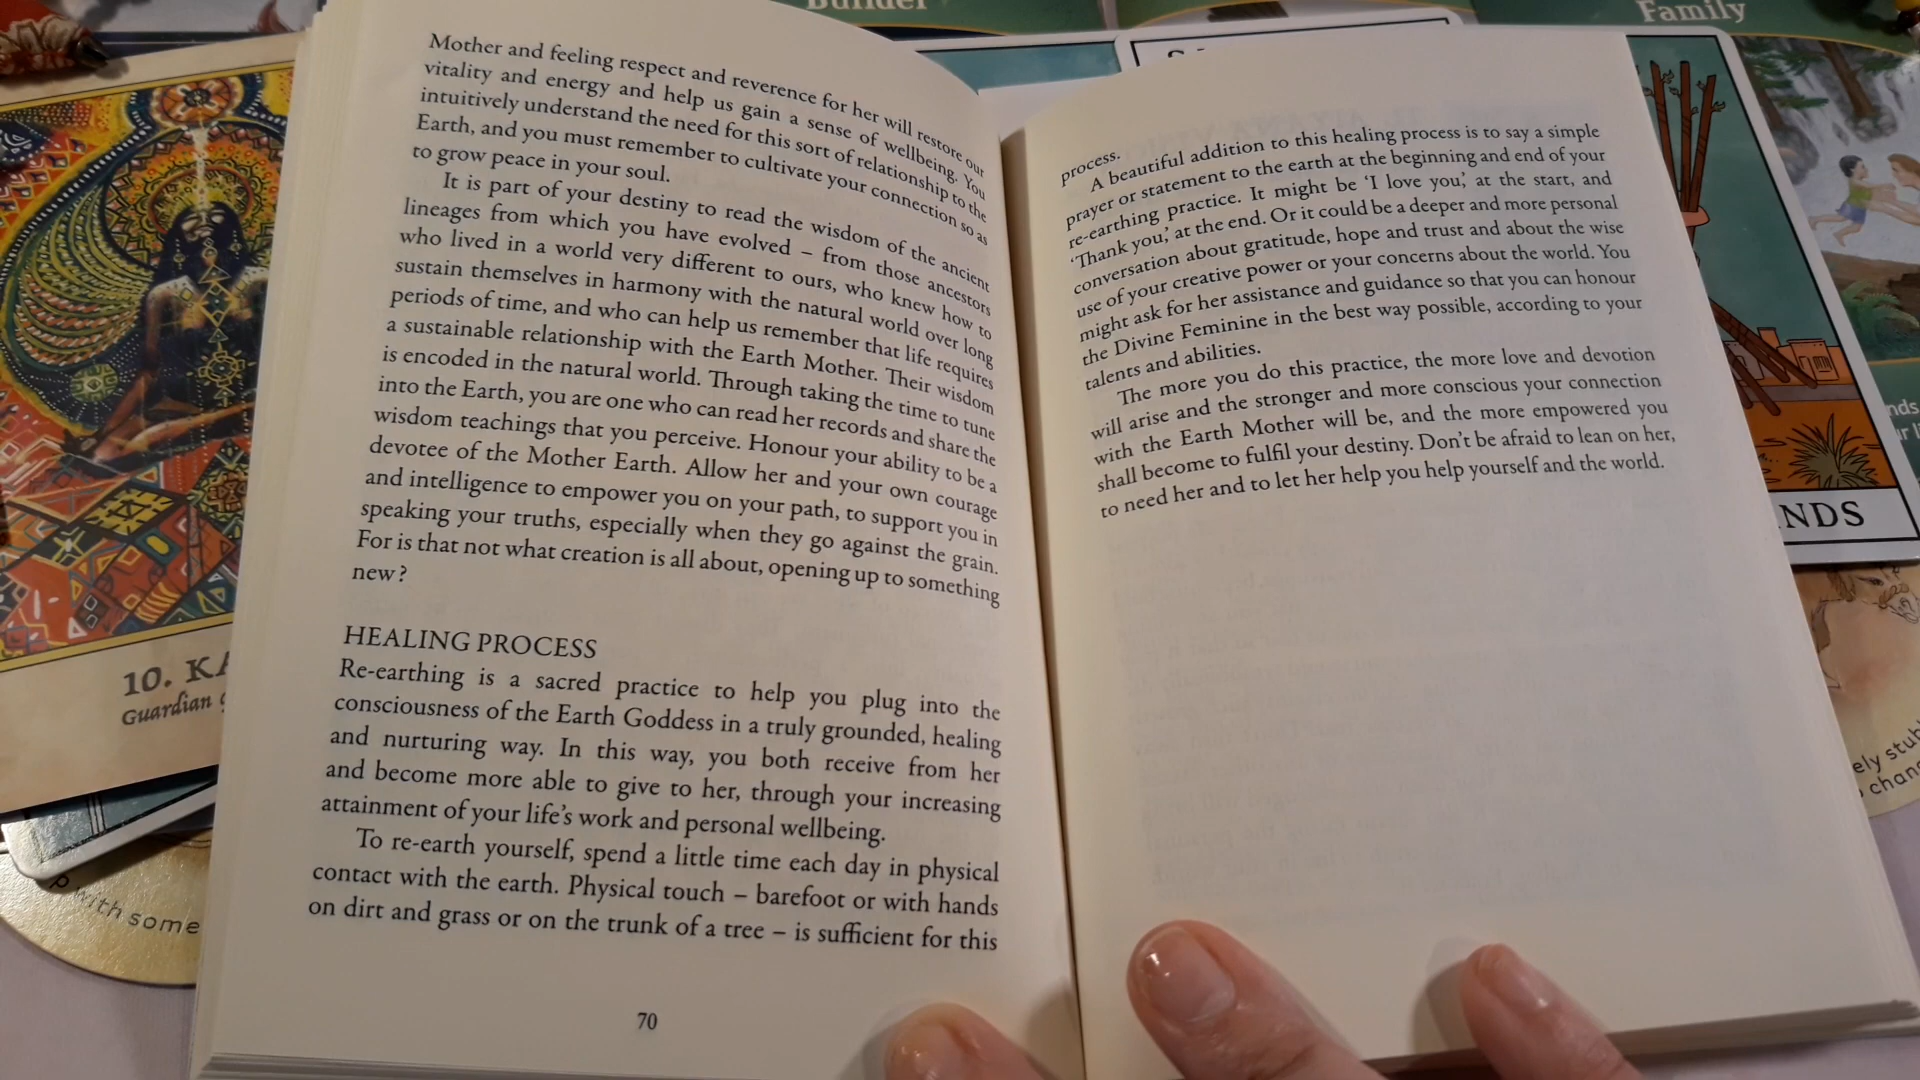 Builder
Family
Mother and feeling respect and reverence for her will restore our
vitality and energy and help us gain a sense of wellbeing. You
intuitively understand the need for this sort of relationship to the
Earth, and you must remember to cultivate your connection so as
to grow peace in your soul.
It is part of your destiny to read the wisdom of the ancient
lineages from which you have evolved – from those ancestors
who lived in a world very different to ours, who knew how to
sustain themselves in harmony with the natural world over long
periods of time, and who can help us remember that life requires
a sustainable relationship with the Earth Mother. Their wisdom
is encoded in the natural world. Through taking the time to tune
into the Earth, you are one who can read her records and share the
wisdom teachings that you perceive. Honour your ability to be a
devotee of the Mother Earth. Allow her and your own courage
and intelligence to empower you on your path, to support you in
speaking your truths, especially when they go against the grain.
For is that not what creation is all about, opening up to something
new?
HEALING PROCESS
Re-earthing is a sacred practice to help you plug into the
consciousness of the Earth Goddess in a truly grounded, healing
and nurturing way. In this way, you both receive from her
and become more able to give to her, through your increasing
attainment of your life's work and personal wellbeing.
To re-earth yourself, spend a little time each day in physical
contact with the earth. Physical touch – barefoot or with hands
on dirt and grass or on the trunk of a tree – is sufficient for this
70
process.
A beautiful addition to this healing process is to say a simple
prayer or statement to the earth at the beginning and end of your
re-earthing practice. It might be 'I love you,' at the start, and
'Thank you,' at the end. Or it could be a deeper and more personal
conversation about gratitude, hope and trust and about the wise
use of your creative power or your concerns about the world. You
might ask for her assistance and guidance so that you can honour
the Divine Feminine in the best way possible, according to your
talents and abilities.
The more you do this practice, the more love and devotion
will arise and the stronger and more conscious your connection
with the Earth Mother will be, and the more empowered you
shall become to fulfil your destiny. Don't be afraid to lean on her,
to need her and to let her help you help yourself and the world.
10. KA
Guardian
with some
NDS
nds
ely stub
chang